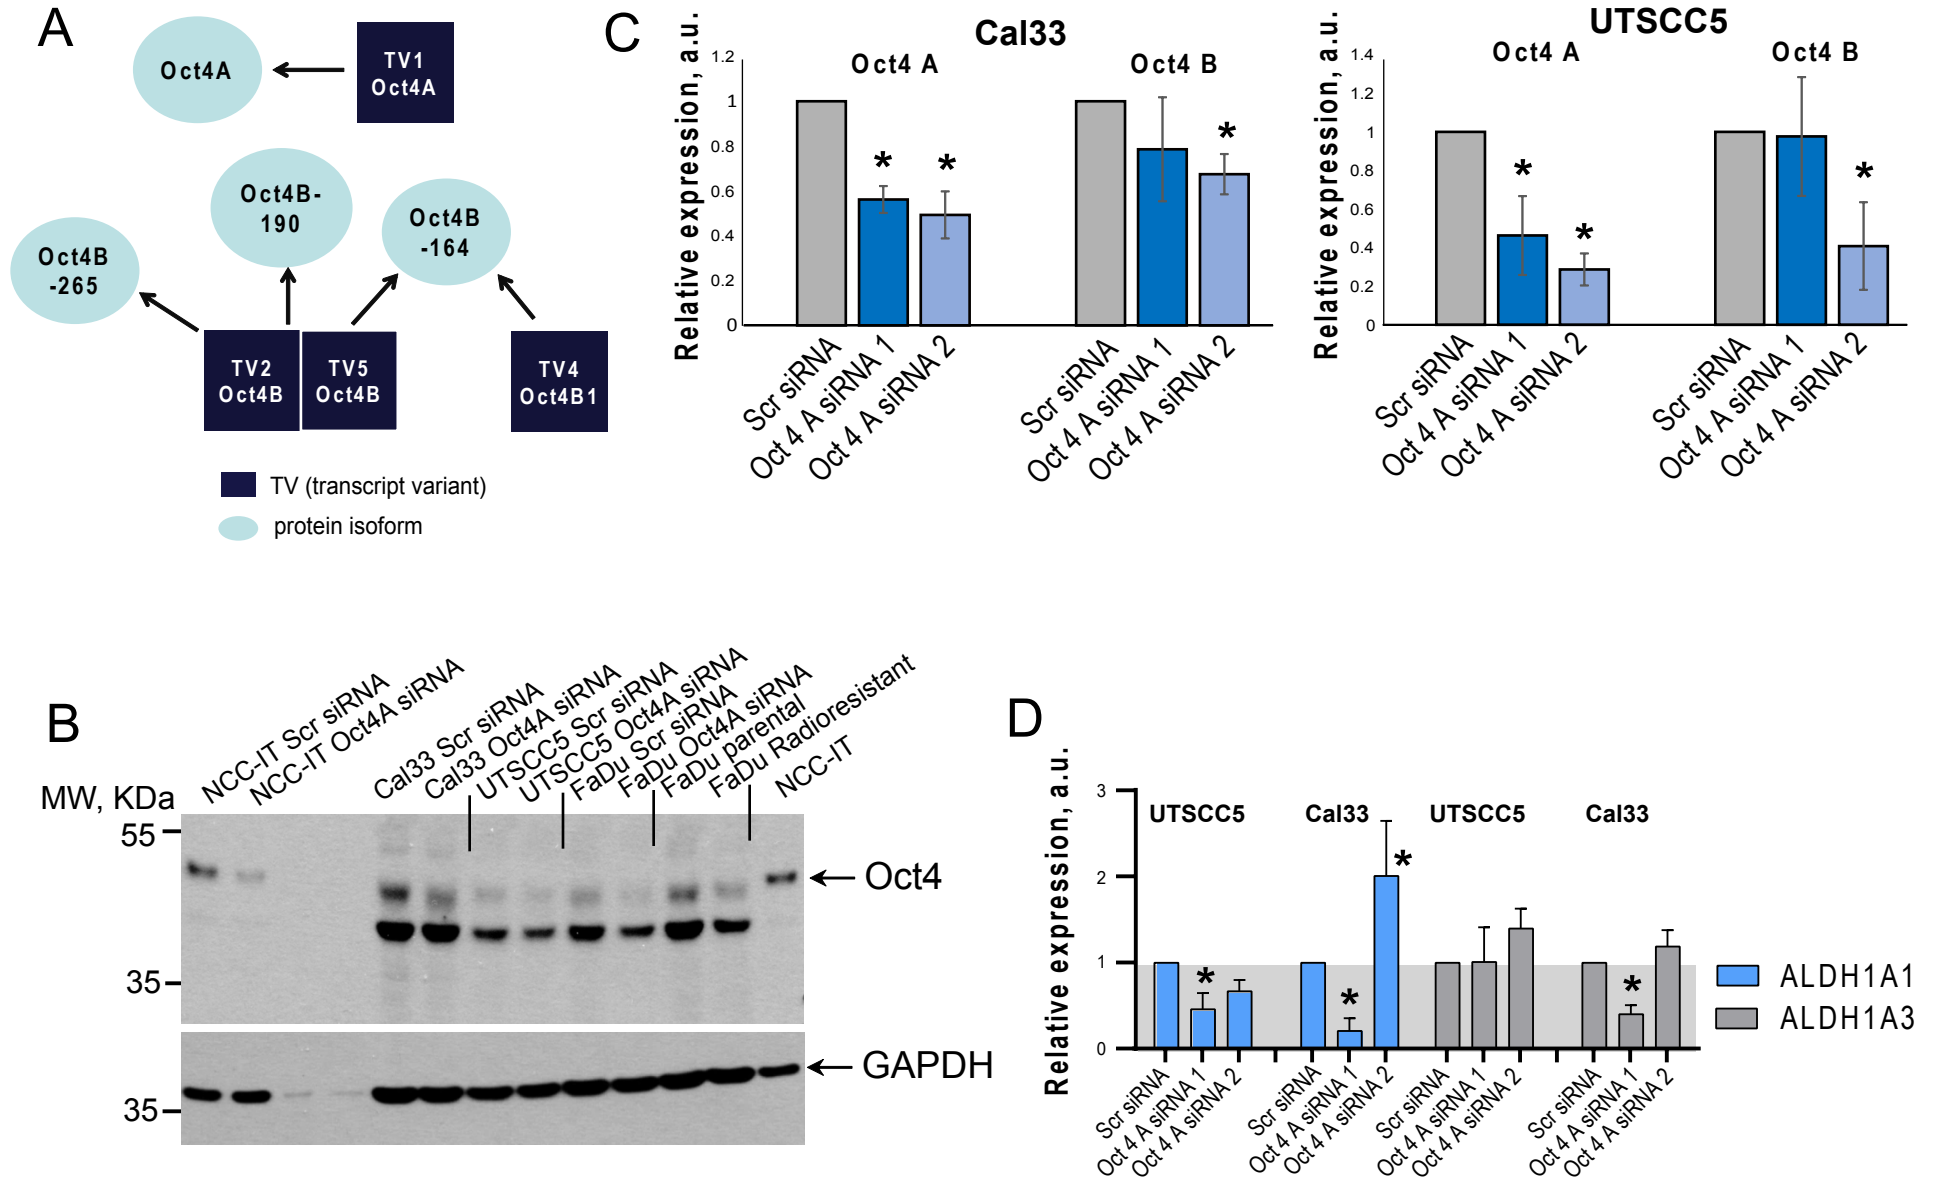 A
Oct4A
TV1
Oct4A
Oct4B-
190
Oct4B
-164
Oct4B
-265
TV2
Oct4B
TV5
Oct4B
TV4
Oct4B1
TV (transcript variant)
protein isoform
C
Cal33
Relative expression, a.u.
Oct4 A
Oct4 B
1.2
1
0.8
0.6
0.4
0.2
0
*
*
*
Scr siRNA
Oct 4 A siRNA 1
Oct 4 A siRNA 2
Scr siRNA
Oct 4 A siRNA 1
Oct 4 A siRNA 2
UTSCC5
Relative expression, a.u.
Oct4 A
Oct4 B
1.4
1.2
1
0.8
0.6
0.4
0.2
0
*
*
*
Scr siRNA
Oct 4 A siRNA 1
Oct 4 A siRNA 2
Scr siRNA
Oct 4 A siRNA 1
Oct 4 A siRNA 2
B
NCC-IT Scr siRNA
NCC-IT Oct4A siRNA
Cal33 Scr siRNA
Cal33 Oct4A siRNA
UTSCC5 Scr siRNA
UTSCC5 Oct4A siRNA
FaDu Scr siRNA
FaDu Oct4A siRNA
FaDu parental
FaDu Radioresistant
NCC-IT
MW, KDa
55
35
Oct4
35
GAPDH
D
Relative expression, a.u.
3
2
1
0
UTSCC5
Cal33
UTSCC5
Cal33
*
*
*
*
Scr siRNA
Oct 4 A siRNA 1
Oct 4 A siRNA 2
Scr siRNA
Oct 4 A siRNA 1
Oct 4 A siRNA 2
Scr siRNA
Oct 4 A siRNA 1
Oct 4 A siRNA 2
Scr siRNA
Oct 4 A siRNA 1
Oct 4 A siRNA 2
ALDH1A1
ALDH1A3